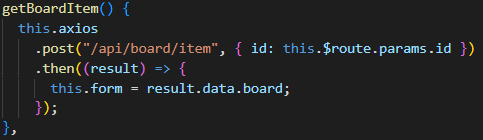 getBoardItem() {
  this.axios
    .post("/api/board/item", { id: this.$route.params.id })
    .then((result) => {
      this.form = result.data.board;
    });
},